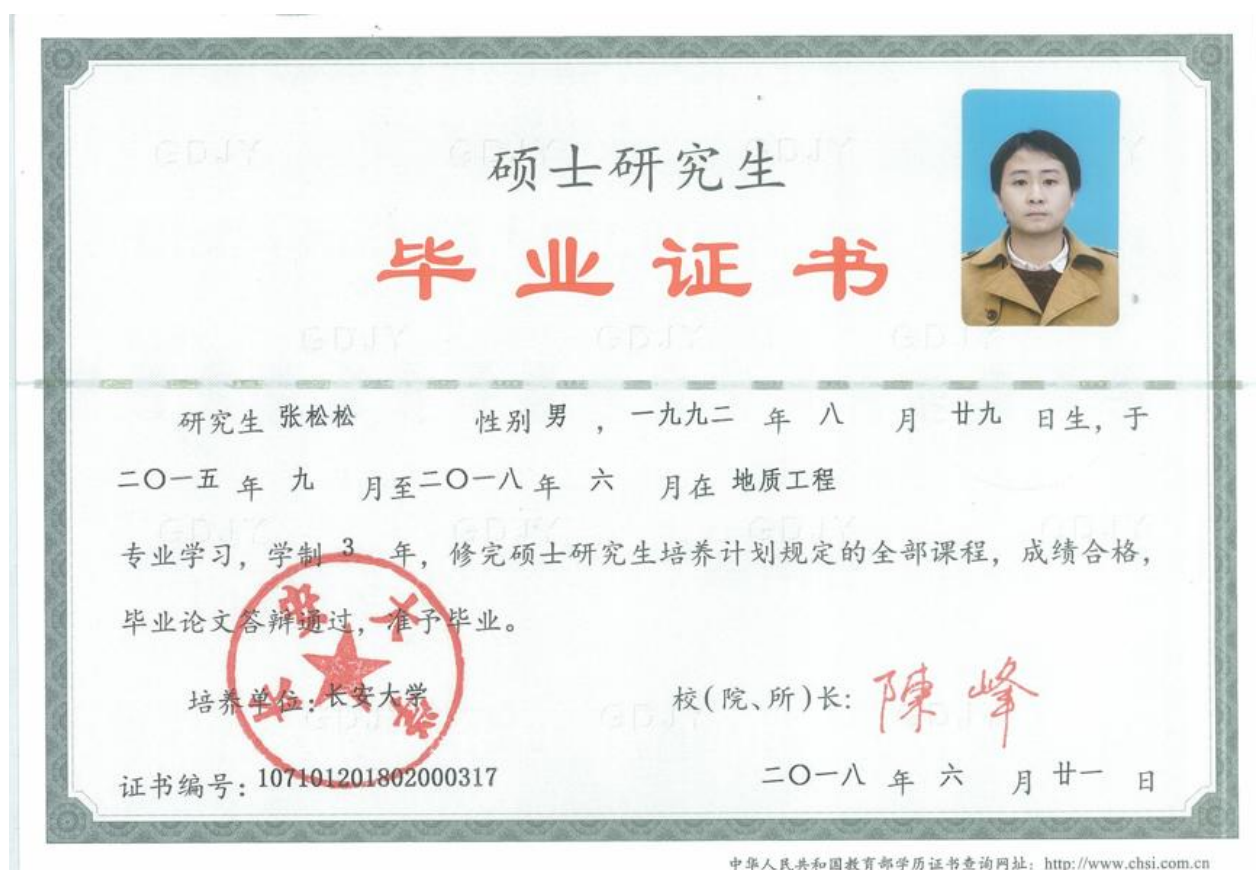 硕士研究生
毕业证书
研究生 张松松 性别 男 , 一九九二 年 八 月 廿九 日生, 于
二〇一五 年 九 月至二〇一八 年 六 月在 地质工程
专业学习, 学制 3 年, 修完硕士研究生培养计划规定的全部课程, 成绩合格,
毕业论文答辩通过, 准予毕业。
培养单位: 长安大学
校(院、所)长: 陳峰
证书编号: 107101201802000317
二〇一八 年 六 月 廿一 日
中华人民共和国教育部学历证书查询网址: http://www.chsi.com.cn